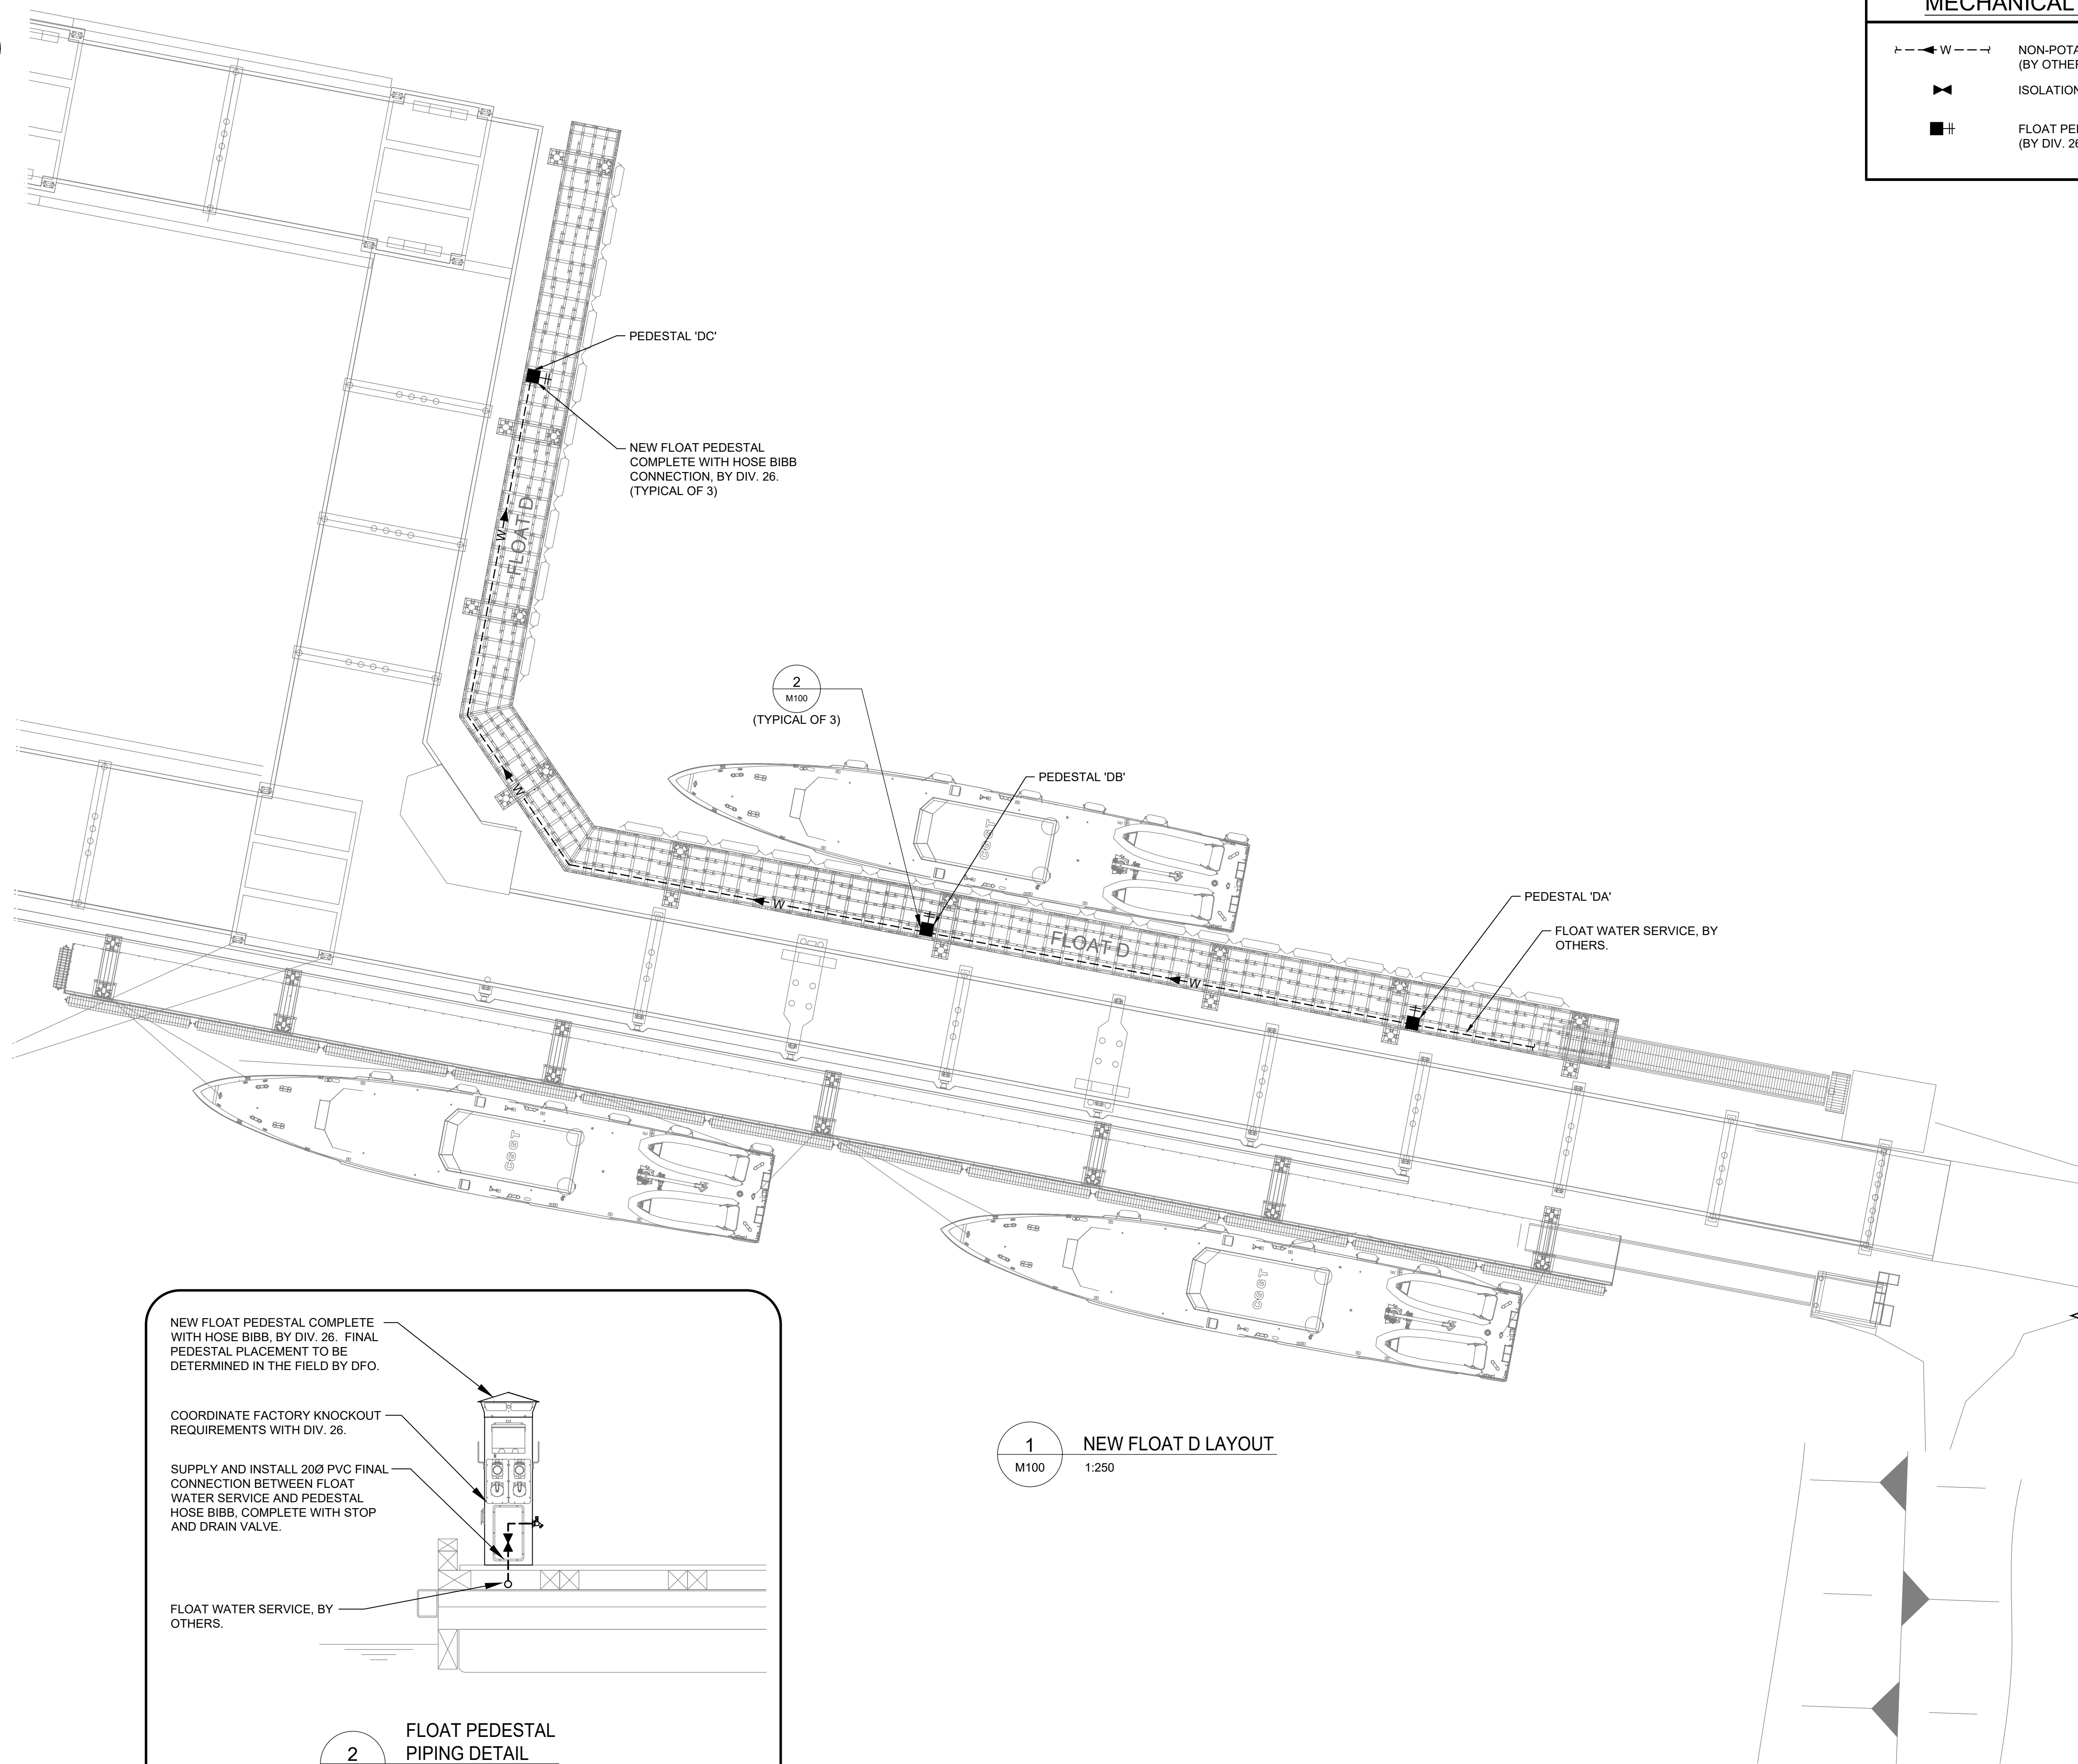 MECHANICAL
W
NON-POTA
(BY OTHER
ISOLATION
FLOAT PED
(BY DIV. 26
PEDESTAL 'DC'
NEW FLOAT PEDESTAL
COMPLETE WITH HOSE BIBB
CONNECTION, BY DIV. 26.
(TYPICAL OF 3)
FLOAT D
W
2
M100
(TYPICAL OF 3)
PEDESTAL 'DB'
W
W
FLOAT D
W
PEDESTAL 'DA'
FLOAT WATER SERVICE, BY
OTHERS.
NEW FLOAT PEDESTAL COMPLETE
WITH HOSE BIBB, BY DIV. 26. FINAL
PEDESTAL PLACEMENT TO BE
DETERMINED IN THE FIELD BY DFO.
COORDINATE FACTORY KNOCKOUT
REQUIREMENTS WITH DIV. 26.
SUPPLY AND INSTALL 20Ø PVC FINAL
CONNECTION BETWEEN FLOAT
WATER SERVICE AND PEDESTAL
HOSE BIBB, COMPLETE WITH STOP
AND DRAIN VALVE.
FLOAT WATER SERVICE, BY
OTHERS.
1
M100
NEW FLOAT D LAYOUT
1:250
2
FLOAT PEDESTAL
PIPING DETAIL